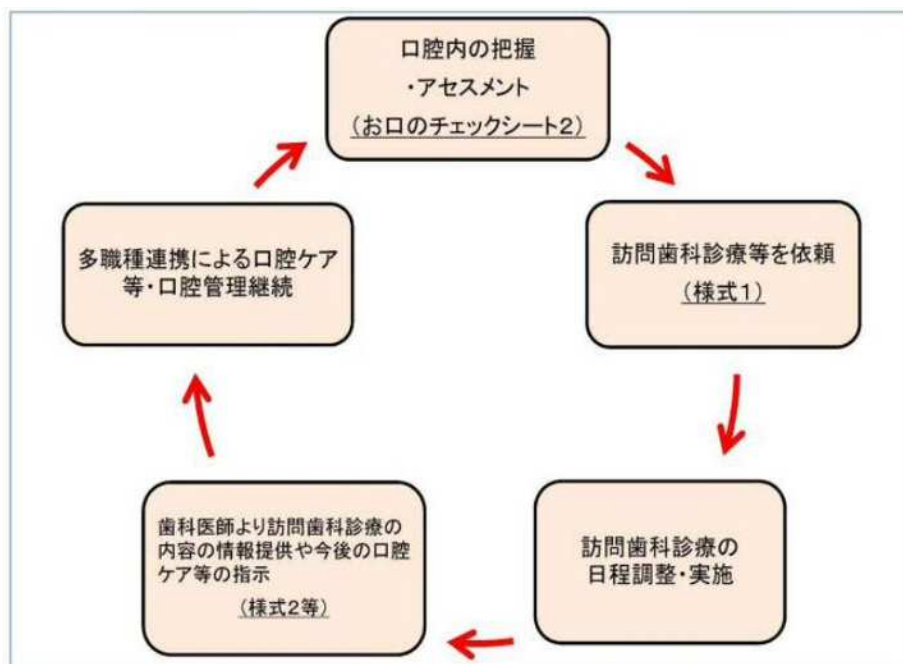 口腔内の把握
・アセスメント
(お口のチェックシート2)
訪問歯科診療等を依頼
(様式1)
訪問歯科診療の
日程調整・実施
歯科医師より訪問歯科診療の
内容の情報提供や今後の口腔
ケア等の指示
(様式2等)
多職種連携による口腔ケア
等・口腔管理継続